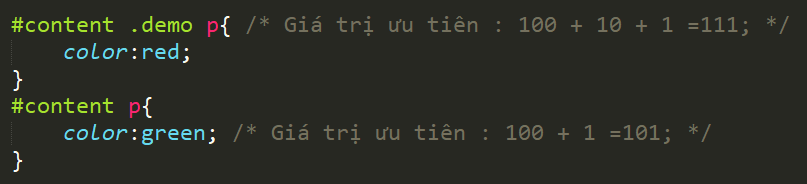 #content .demo p{ /* Giá trị ưu tiên : 100 + 10 + 1 =111; */
color:red;
}
#content p{
color:green; /* Giá trị ưu tiên : 100 + 1 =101; */
}